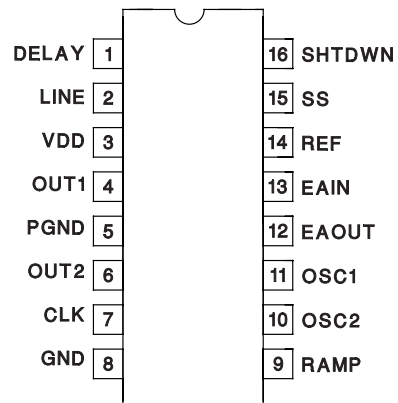 DELAY 1 16 SHTDWN
LINE 2 15 SS
VDD 3 14 REF
OUT1 4 13 EAIN
PGND 5 12 EAOUT
OUT2 6 11 OSC1
CLK 7 10 OSC2
GND 8 9 RAMP